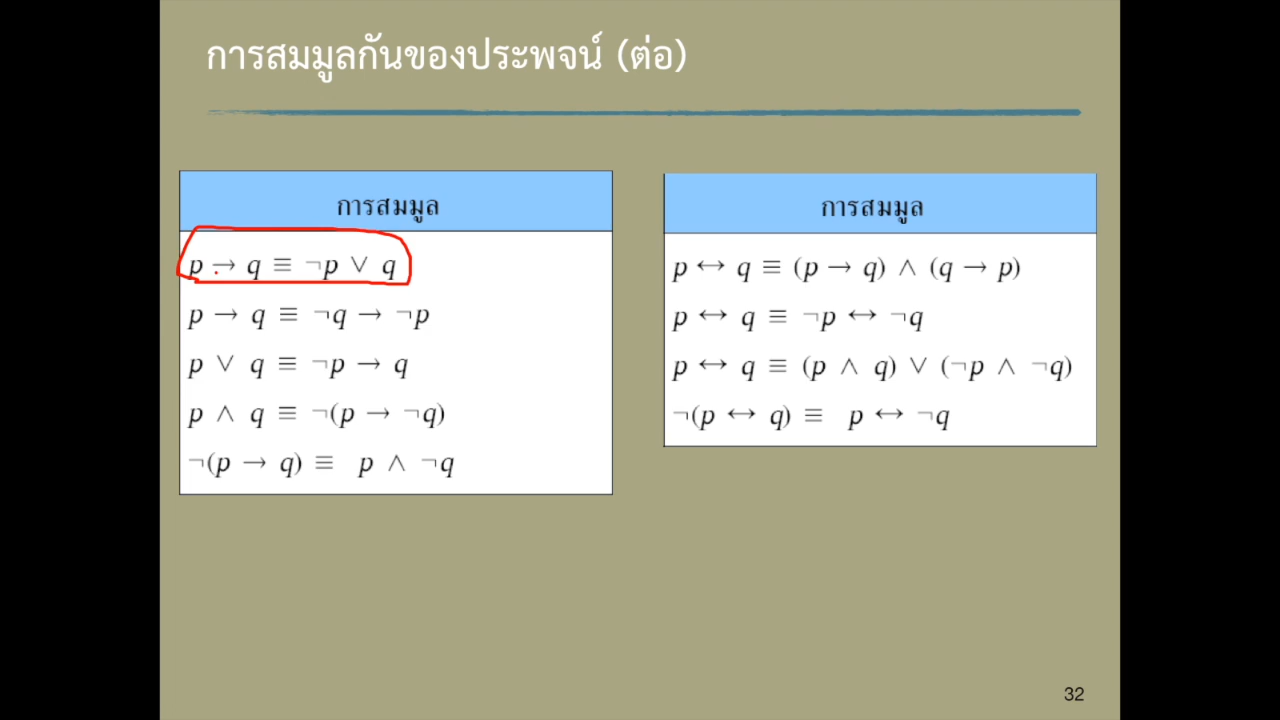 การสมมูลกันของประพจน์ (ต่อ)
การสมมูล
p → q ≡ ¬p ∨ q
p → q ≡ ¬q → ¬p
p ∨ q ≡ ¬p → q
p ∧ q ≡ ¬(p → ¬q)
¬(p → q) ≡ p ∧ ¬q
การสมมูล
p ↔ q ≡ (p → q) ∧ (q → p)
p ↔ q ≡ ¬p ↔ ¬q
p ↔ q ≡ (p ∧ q) ∨ (¬p ∧ ¬q)
¬(p ↔ q) ≡ p ↔ ¬q
32